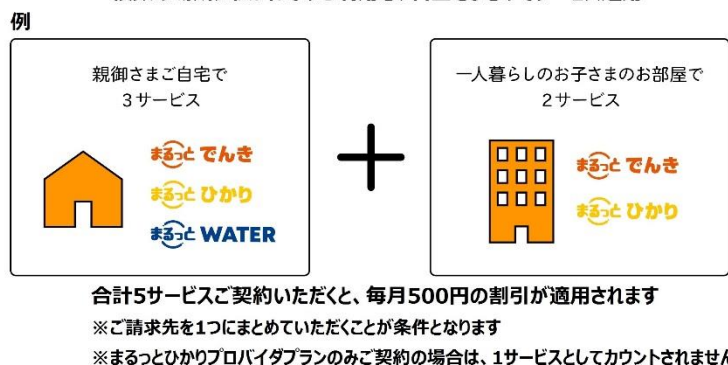 例
親御さまご自宅で
3サービス
まるっと でんき
まるっと ひかり
まるっと WATER
一人暮らしのお子さまのお部屋で
2サービス
まるっと でんき
まるっと ひかり
合計5サービスご契約いただくと、毎月500円の割引が適用されます
※ご請求先を1つにまとめていただくことが条件となります
※まるっとひかりプロバイダプランのみご契約の場合は、1サービスとしてカウントされません